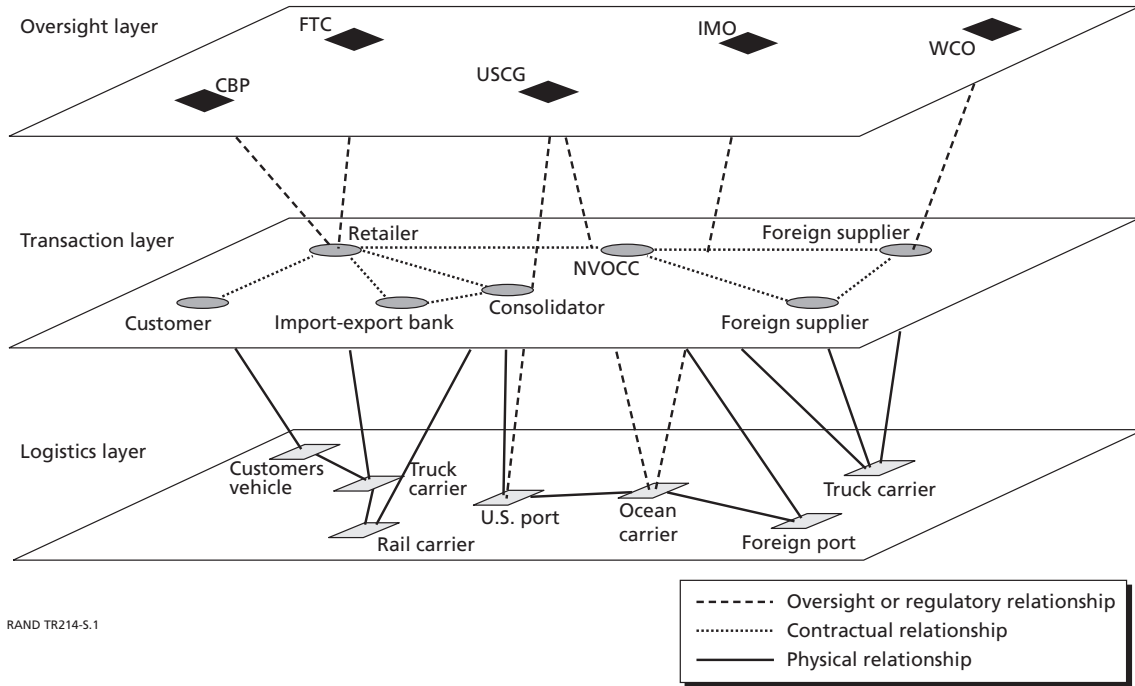 Oversight layer
FTC
IMO
WCO
CBP
USCG
Transaction layer
Retailer
NVOCC
Foreign supplier
Customer
Import-export bank
Consolidator
Foreign supplier
Logistics layer
Customers
vehicle
Truck
carrier
Rail carrier
U.S. port
Ocean
carrier
Foreign port
Truck carrier
Oversight or regulatory relationship
Contractual relationship
Physical relationship
RAND TR214-S.1